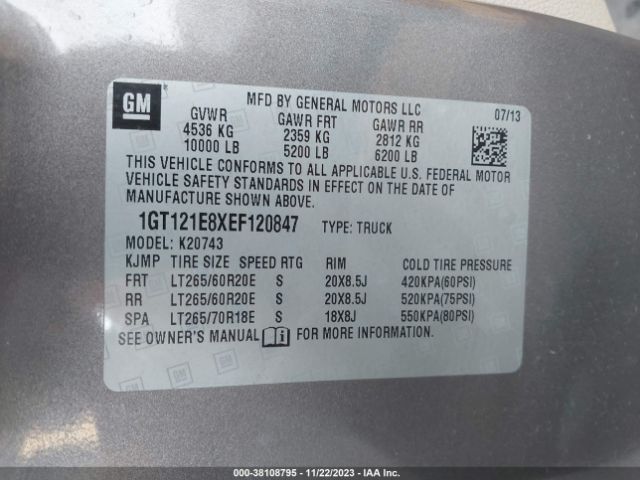 GM
MFD BY GENERAL MOTORS LLC
07/13
GVWR GAWR FRT GAWR RR
4536 KG 2359 KG 2812 KG
10000 LB 5200 LB 6200 LB
THIS VEHICLE CONFORMS TO ALL APPLICABLE U.S. FEDERAL MOTOR
VEHICLE SAFETY STANDARDS IN EFFECT ON THE DATE OF
MANUFACTURE SHOWN ABOVE.
1GT121E8XEF120847 TYPE: TRUCK
MODEL: K20743
KJMP TIRE SIZE SPEED RTG RIM COLD TIRE PRESSURE
FRT LT265/60R20E S 20X8.5J 420KPA(60PSI)
RR LT265/60R20E S 20X8.5J 520KPA(75PSI)
SPA LT265/70R18E S 18X8J 550KPA(80PSI)
SEE OWNER'S MANUAL FOR MORE INFORMATION.
000-38108795 - 11/22/2023 - IAA Inc.